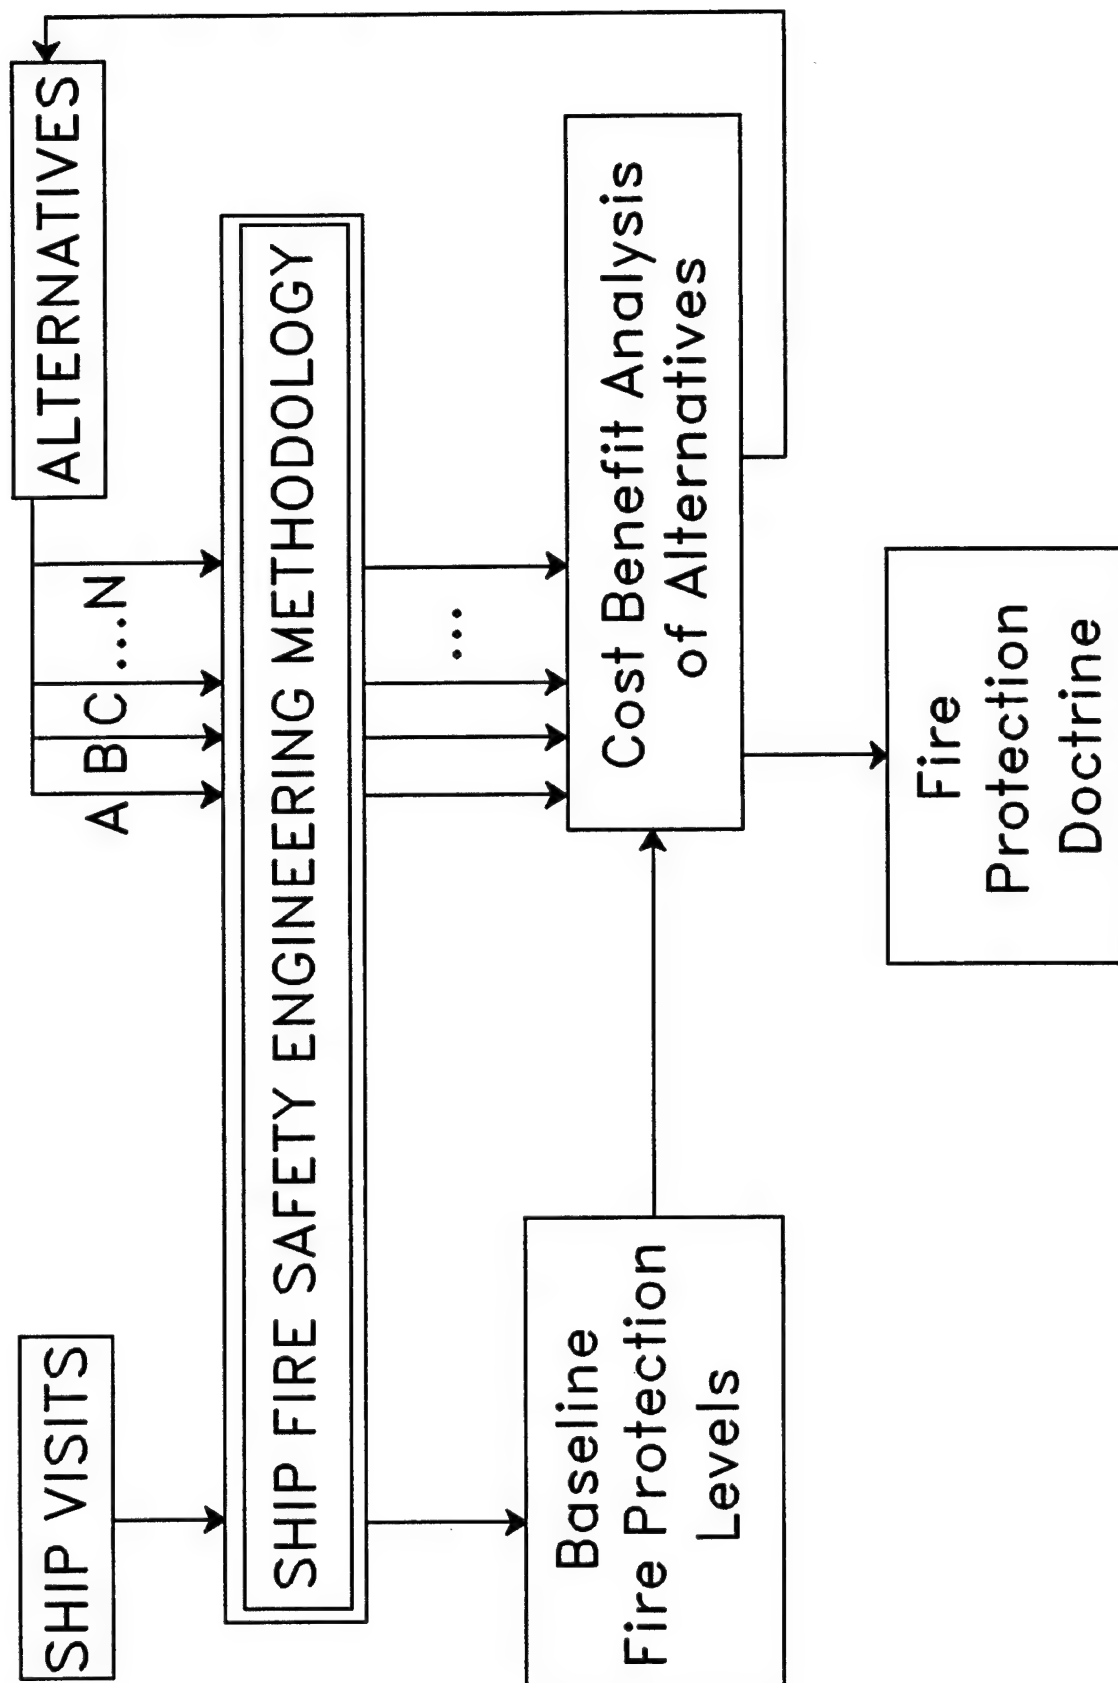 SHIP VISITS
ALTERNATIVES
A B C ...N
SHIP FIRE SAFETY ENGINEERING METHODOLOGY
...
Baseline
Fire Protection
Levels
Cost Benefit Analysis
of Alternatives
Fire
Protection
Doctrine